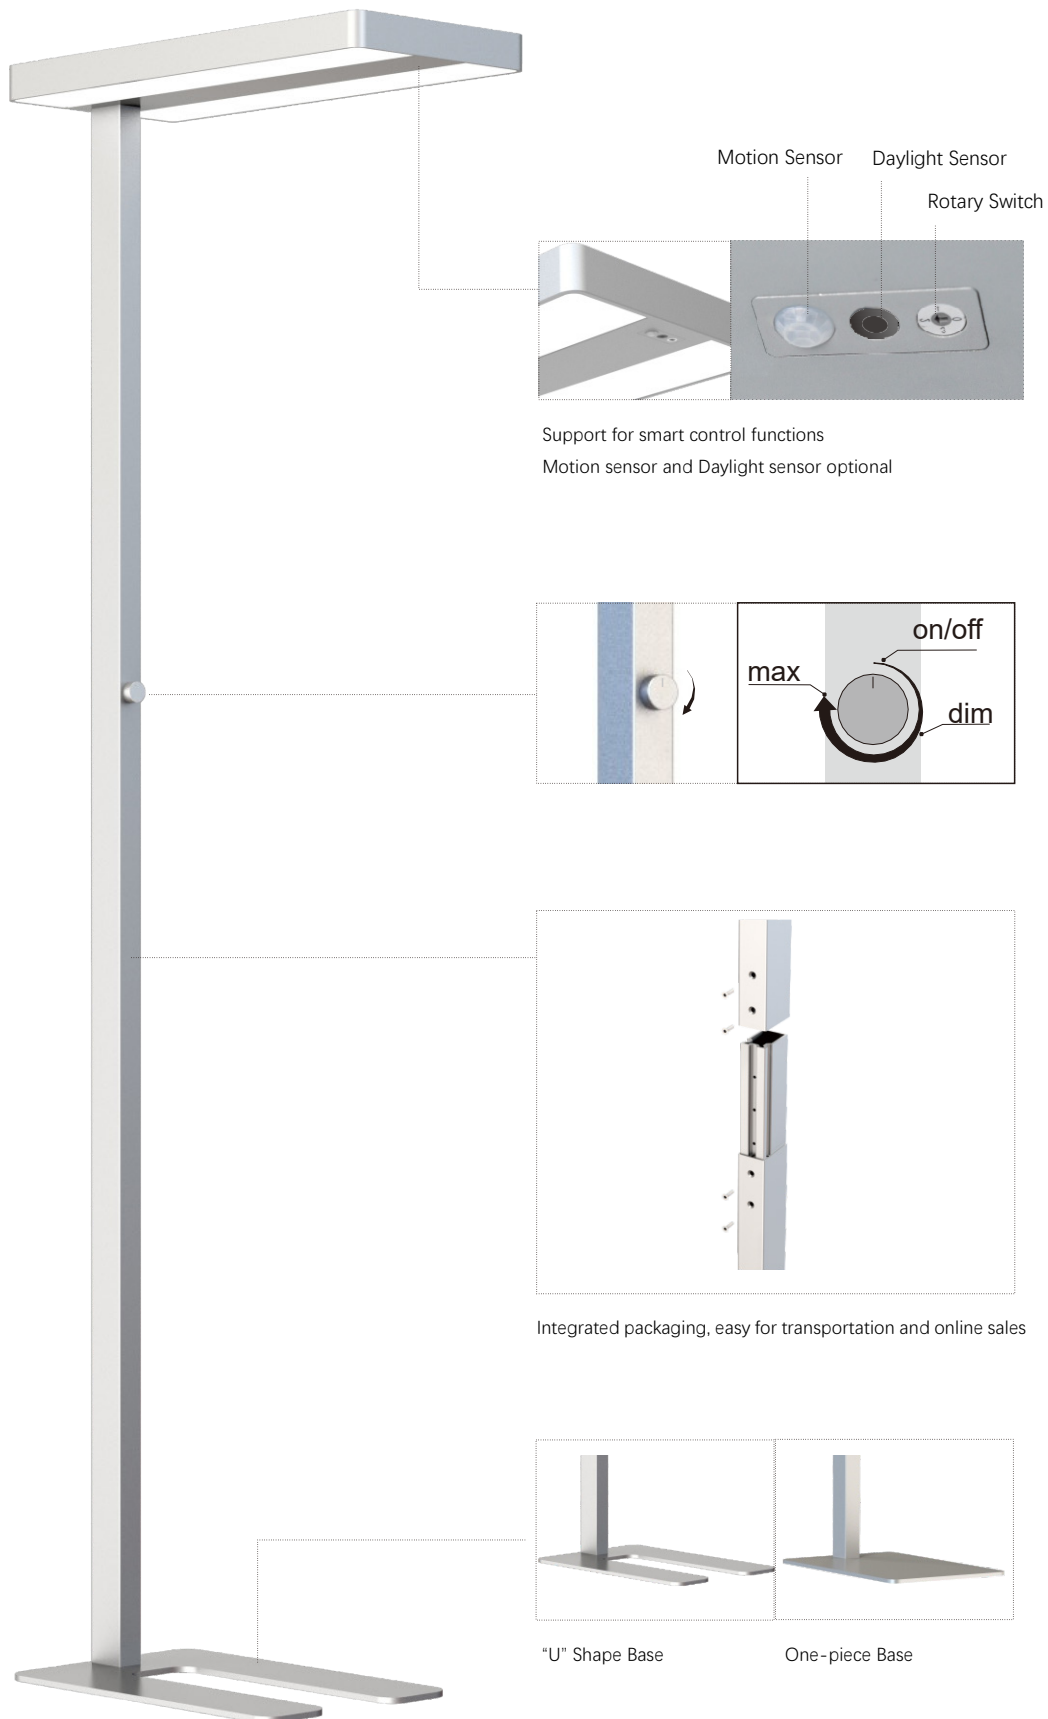 Motion Sensor
Daylight Sensor
Rotary Switch
Support for smart control functions
Motion sensor and Daylight sensor optional
on/off
max
dim
Integrated packaging, easy for transportation and online sales
“U” Shape Base
One-piece Base